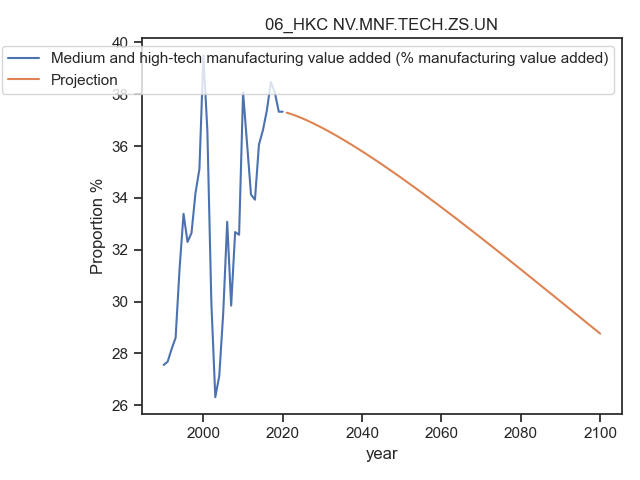 06_HKC NV.MNF.TECH.ZS.UN
Medium and high-tech manufacturing value added (% manufacturing value added)
Projection
Proportion %
40
38
36
34
32
30
28
26
2000 2020 2040 2060 2080 2100
year